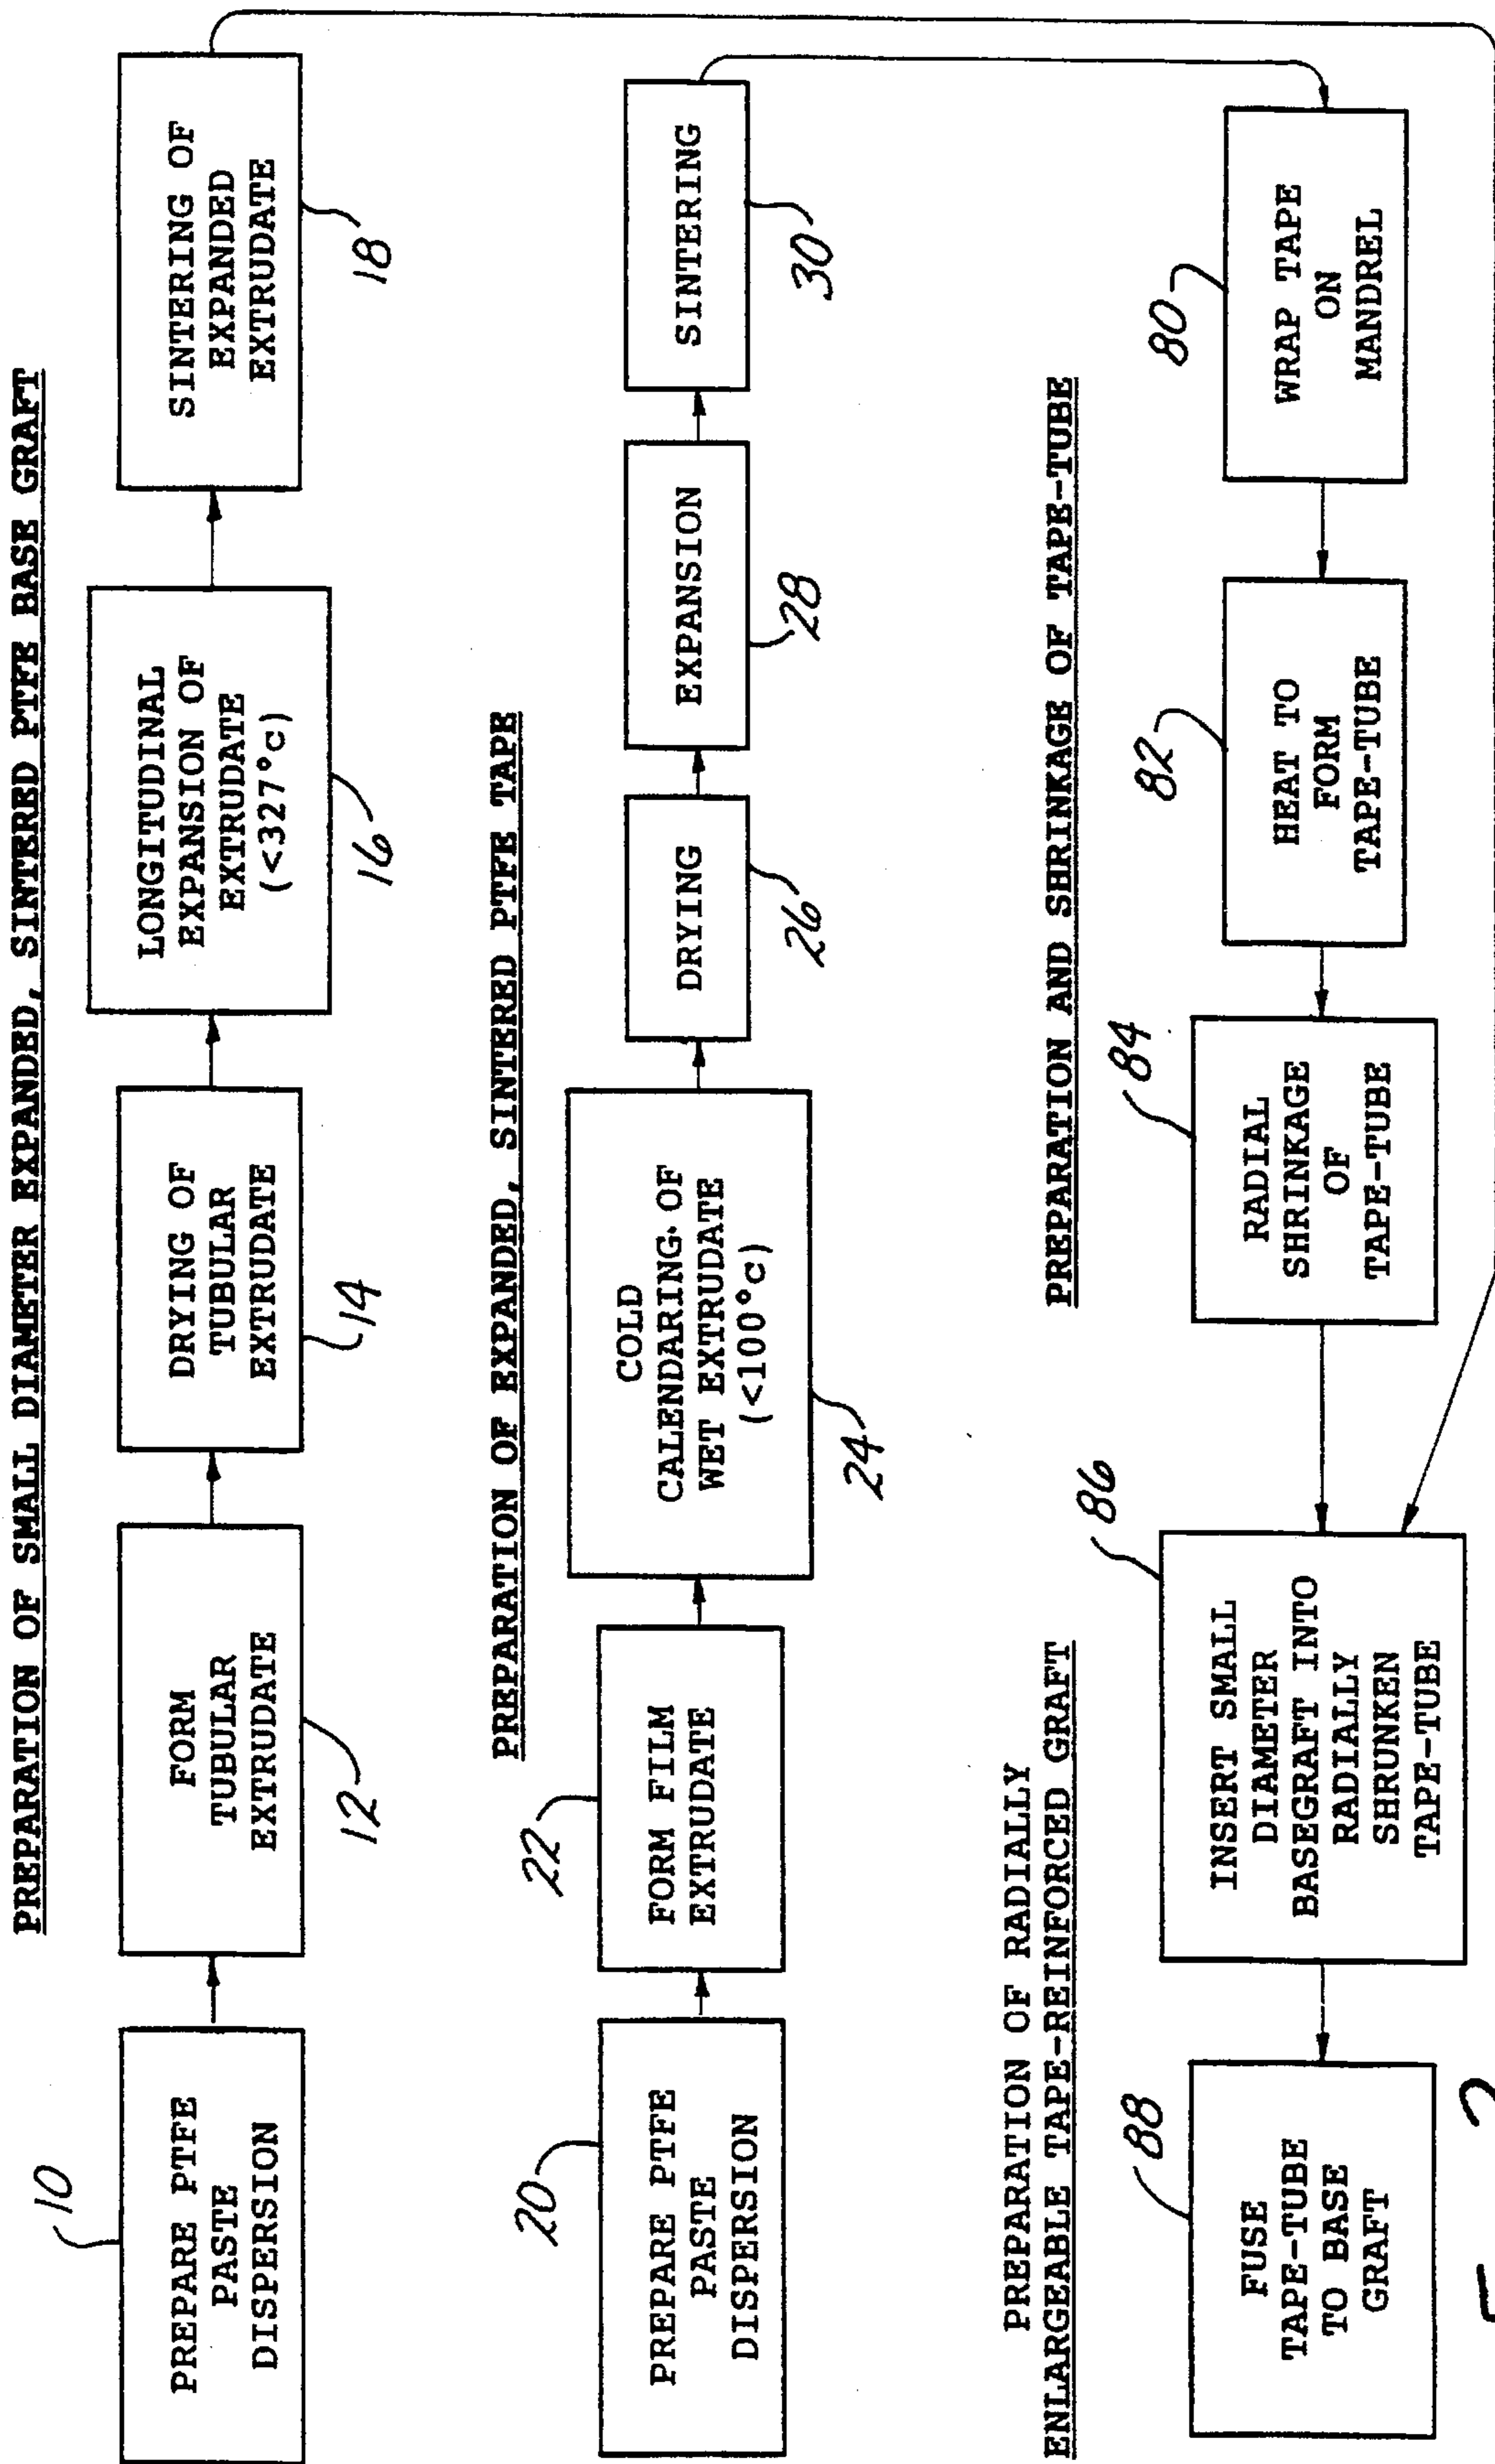 PREPARATION OF SMALL DIAMETER EXPANDED, SINTERED PTFE BASE GRAFT
10
PREPARE PTFE
PASTE
DISPERSION
FORM
TUBULAR
EXTRUDATE
12
DRYING OF
TUBULAR
EXTRUDATE
14
LONGITUDINAL
EXPANSION OF
EXTRUDATE
(<327°c)
16
SINTERING OF
EXPANDED
EXTRUDATE
18
PREPARATION OF EXPANDED, SINTERED PTFE TAPE
20
PREPARE PTFE
PASTE
DISPERSION
22
FORM FILM
EXTRUDATE
COLD
CALENDARING OF
WET EXTRUDATE
(<100°c)
24
DRYING
26
EXPANSION
28
SINTERING
30
PREPARATION AND SHRINKAGE OF TAPE-TUBE
80
WRAP TAPE
ON
MANDREL
82
HEAT TO
FORM
TAPE-TUBE
84
RADIAL
SHRINKAGE
OF
TAPE-TUBE
PREPARATION OF RADIALLY
ENLARGEABLE TAPE-REINFORCED GRAFT
86
INSERT SMALL
DIAMETER
BASEGRAFT INTO
RADIALLY
SHRUNKEN
TAPE-TUBE
88
FUSE
TAPE-TUBE
TO BASE
GRAFT